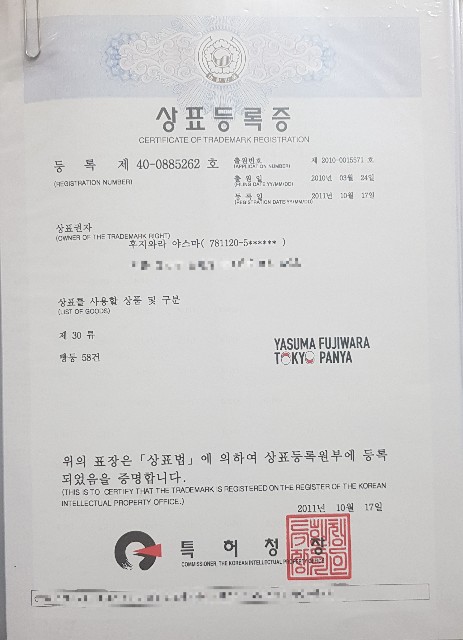 상표등록증
CERTIFICATE OF TRADEMARK REGISTRATION
등 록 제 40-0885262 호
(REGISTRATION NUMBER)
출원번호 제 2010-0015571 호
(APPLICATION NUMBER)
출원일 2010년 03월 24일
(FILING DATE:YY/MM/DD)
등록일 2011년 10월 17일
(REGISTRATION DATE:YY/MM/DD)
상표권자
(OWNER OF THE TRADEMARK RIGHT)
후지와라 야스마( 781120-5****** )
상표를 사용할 상품 및 구분
(LIST OF GOODS)
제 30 류
빵등 58건
YASUMA FUJIWARA
TOKYO PANYA
위의 표장은 「상표법」에 의하여 상표등록원부에 등록
되었음을 증명합니다.
(THIS IS TO CERTIFY THAT THE TRADEMARK IS REGISTERED ON THE REGISTER OF THE KOREAN
INTELLECTUAL PROPERTY OFFICE.)
2011년 10월 17일
특 허 청 장
COMMISSIONER, THE KOREAN INTELLECTUAL PROPERTY OFFICE